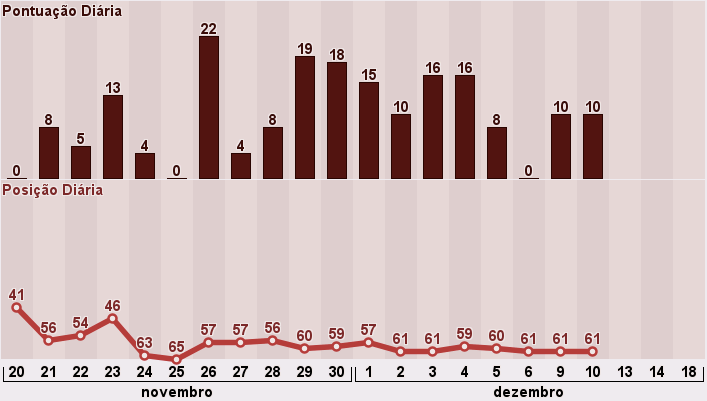 Pontuação Diária
0 8 5 13 4 0 22 4 8 19 18 15 10 16 16 8 0 10 10
Posição Diária
41 56 54 46 63 65 57 57 56 60 59 57 61 61 59 60 61 61 61
20 21 22 23 24 25 26 27 28 29 30 1 2 3 4 5 6 9 10 13 14 18
novembro dezembro